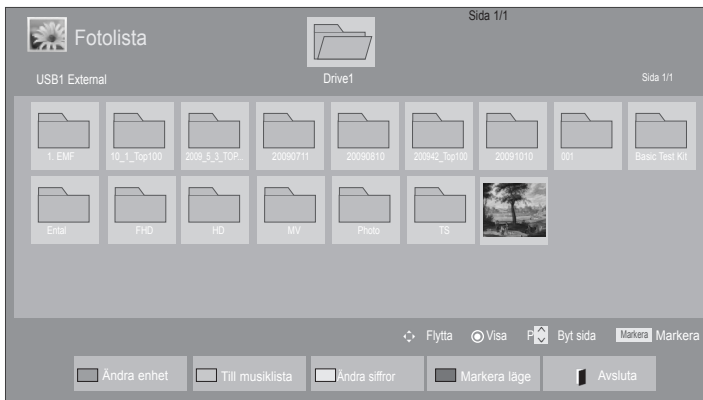 Sida 1/1
Fotolista
USB1 External
Drive1
Sida 1/1
1. EMF
10_1_Top100
2009_5_3_TOP...
20090711
20090810
200942_Top100
20091010
001
Basic Test Kit
Ental
FHD
HD
MV
Photo
TS
Flytta
Visa
P
Byt sida
Markera
Markera
Ändra enhet
Till musiklista
Ändra siffror
Markera läge
Avsluta